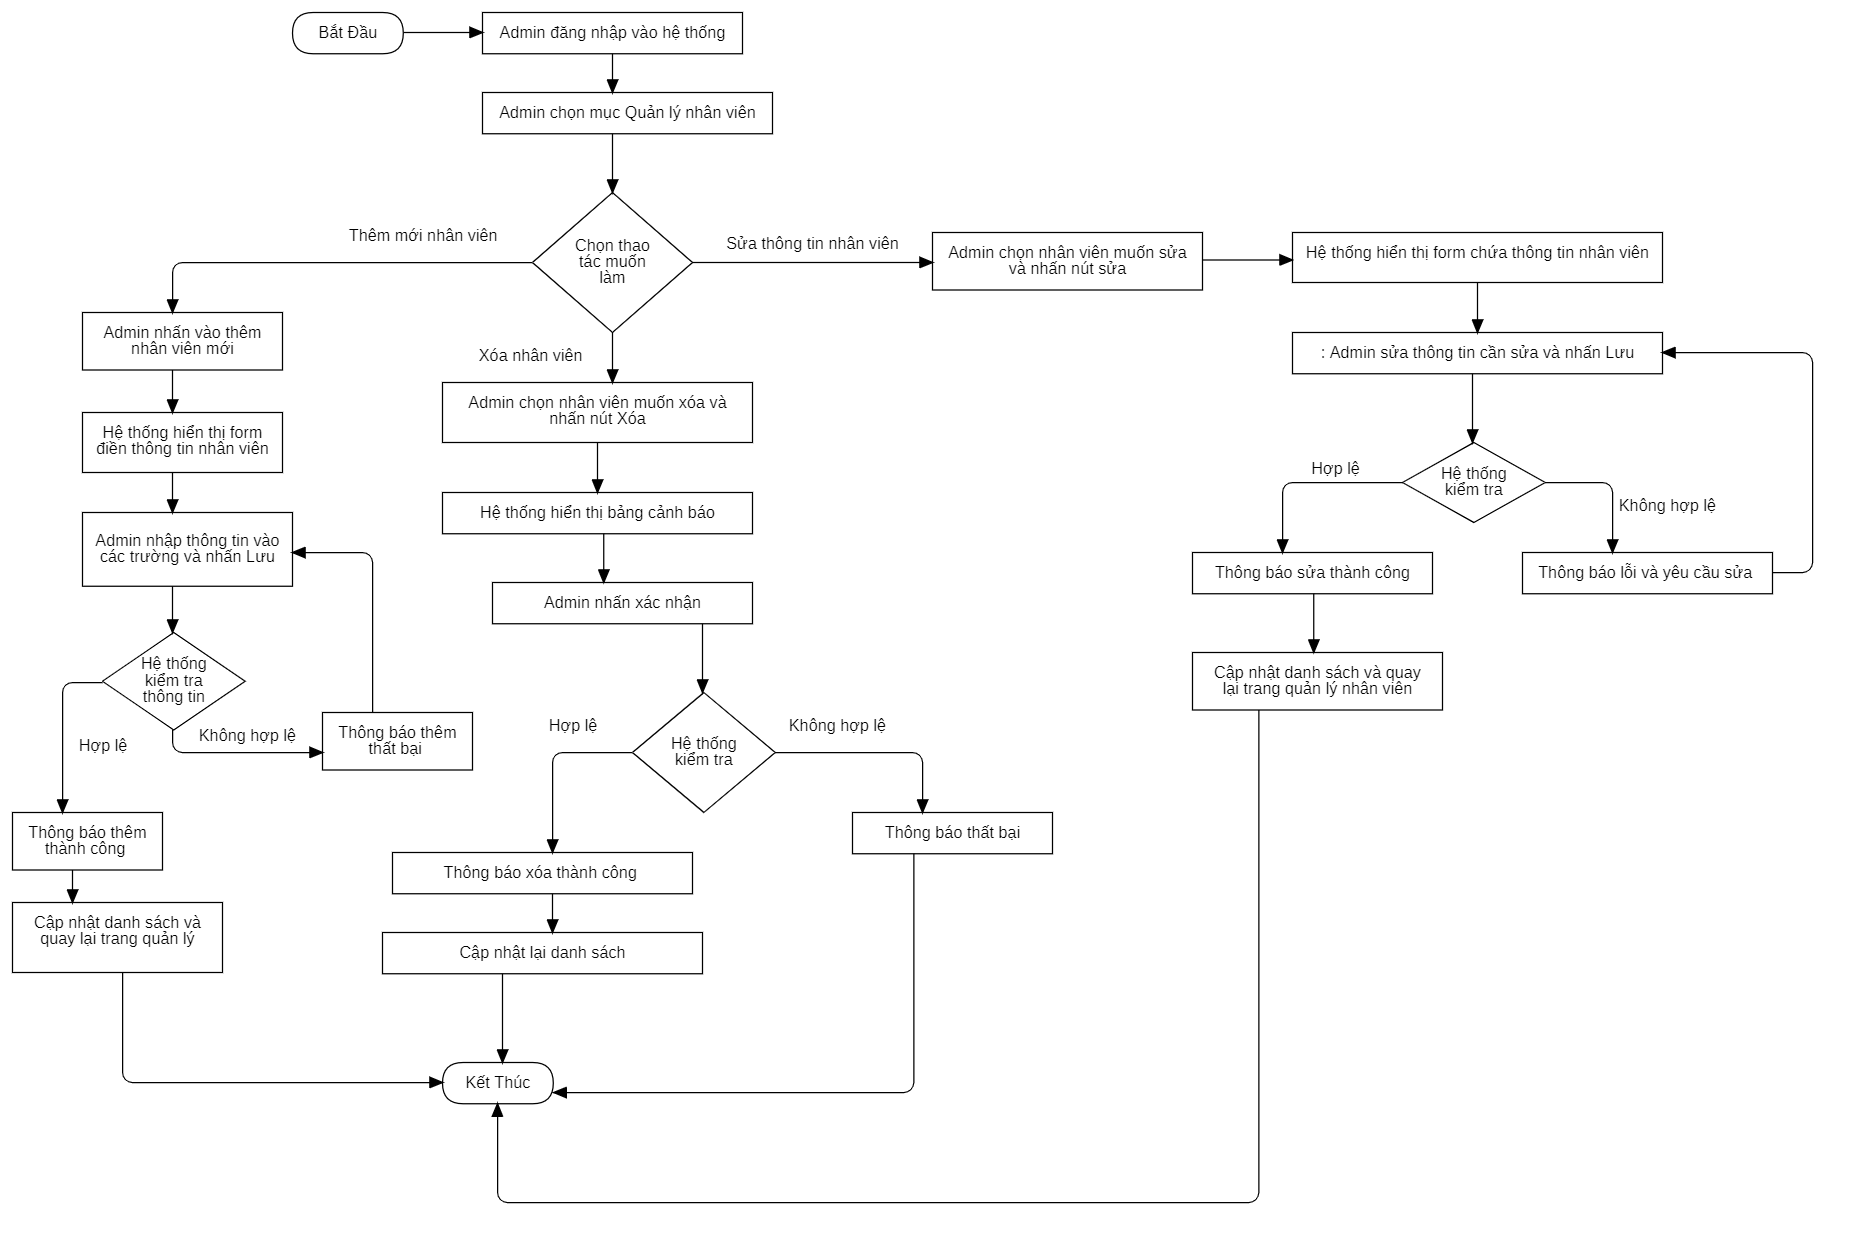 Bắt Đầu
Admin đăng nhập vào hệ thống
Admin chọn mục Quản lý nhân viên
Chọn thao
tác muốn
làm
Thêm mới nhân viên
Sửa thông tin nhân viên
Xóa nhân viên
Admin nhấn vào thêm
nhân viên mới
Hệ thống hiển thị form
điền thông tin nhân viên
Admin nhập thông tin vào
các trường và nhấn Lưu
Hệ thống
kiểm tra
thông tin
Hợp lệ
Không hợp lệ
Thông báo thêm
thất bại
Thông báo thêm
thành công
Cập nhật danh sách và
quay lại trang quản lý
Admin chọn nhân viên muốn xóa và
nhấn nút Xóa
Hệ thống hiển thị bảng cảnh báo
Admin nhấn xác nhận
Hệ thống
kiểm tra
Hợp lệ
Không hợp lệ
Thông báo xóa thành công
Thông báo thất bại
Cập nhật lại danh sách
Admin chọn nhân viên muốn sửa
và nhấn nút sửa
Hệ thống hiển thị form chứa thông tin nhân viên
: Admin sửa thông tin cần sửa và nhấn Lưu
Hệ thống
kiểm tra
Hợp lệ
Không hợp lệ
Thông báo sửa thành công
Thông báo lỗi và yêu cầu sửa
Cập nhật danh sách và quay
lại trang quản lý nhân viên
Kết Thúc